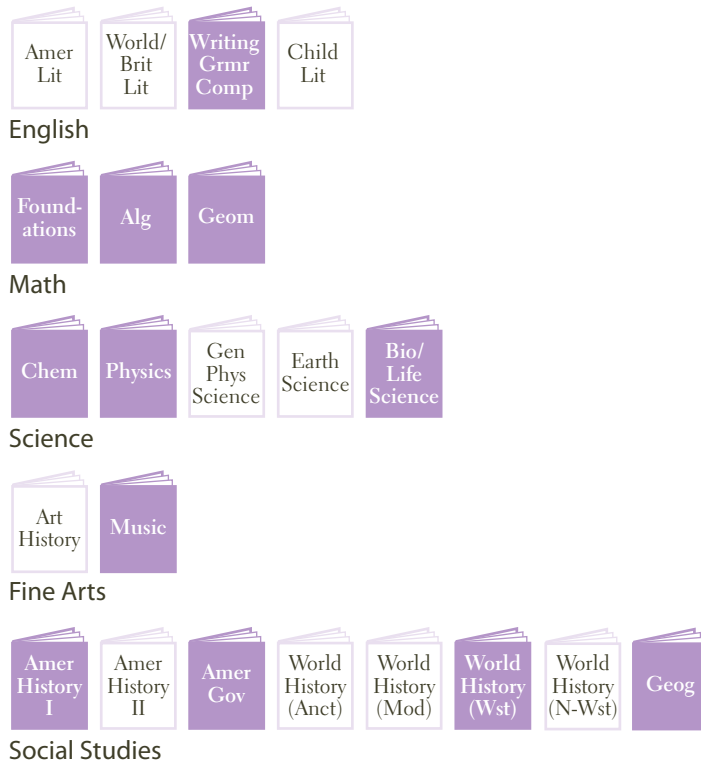 Amer
Lit
World/
Brit
Lit
Writing
Grmr
Comp
Child
Lit
English
Found-
ations
Alg
Geom
Math
Chem
Physics
Gen
Phys
Science
Earth
Science
Bio/
Life
Science
Science
Art
History
Music
Fine Arts
Amer
History
I
Amer
History
II
Amer
Gov
World
History
(Anct)
World
History
(Mod)
World
History
(Wst)
World
History
(N-Wst)
Geog
Social Studies